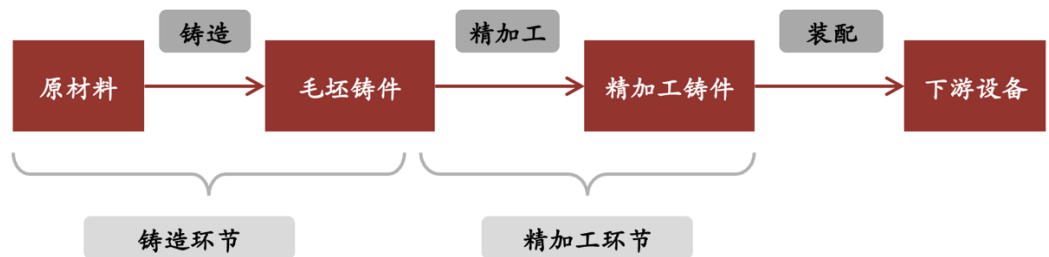 铸造
精加工
装配
原材料
毛坯铸件
精加工铸件
下游设备
铸造环节
精加工环节